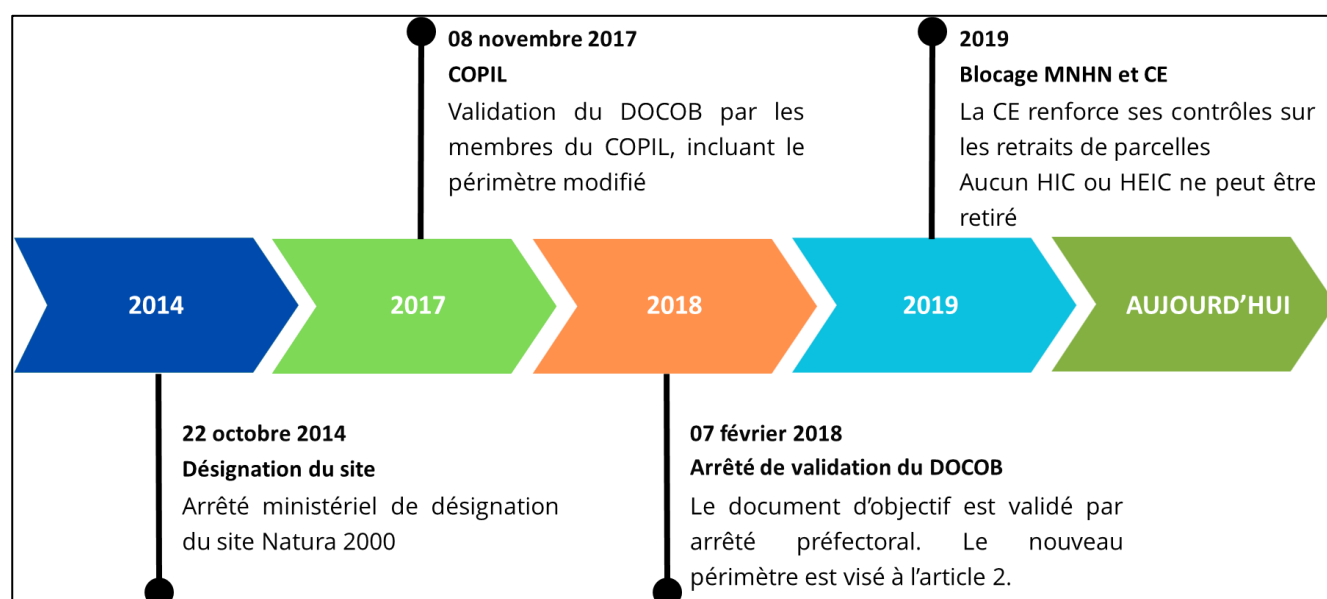 08 novembre 2017
COPIL
Validation du DOCOB par les
membres du COPIL, incluant le
périmètre modifié
2019
Blocage MNHN et CE
La CE renforce ses contrôles sur
les retraits de parcelles
Aucun HIC ou HEIC ne peut être
retiré
2014
2017
2018
2019
AUJOURD'HUI
22 octobre 2014
Désignation du site
Arrêté ministériel de désignation
du site Natura 2000
07 février 2018
Arrêté de validation du DOCOB
Le document d'objectif est validé par
arrêté préfectoral. Le nouveau
périmètre est visé à l'article 2.